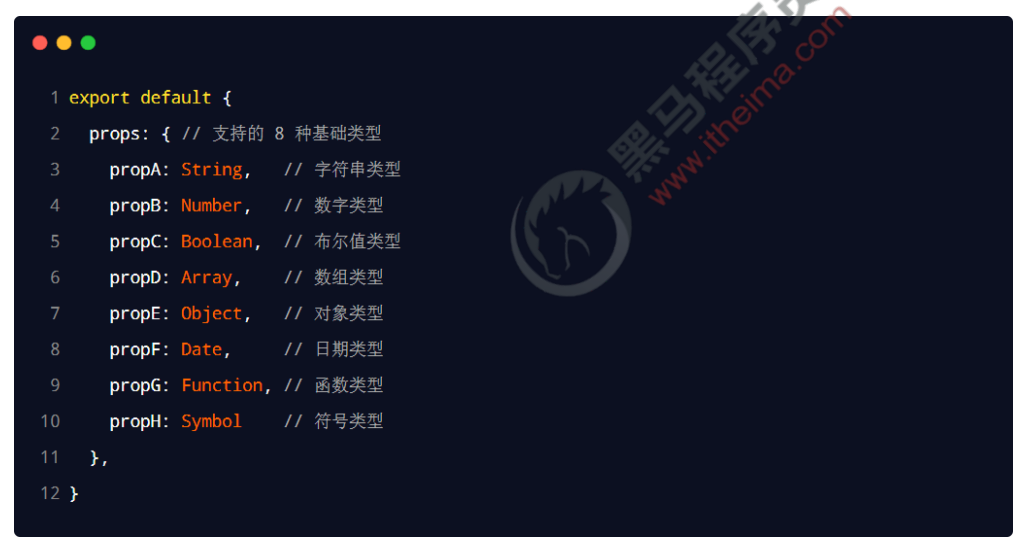 1 export default {
2 props: { // 支持的 8 种基础类型
3 propA: String, // 字符串类型
4 propB: Number, // 数字类型
5 propC: Boolean, // 布尔值类型
6 propD: Array, // 数组类型
7 propE: Object, // 对象类型
8 propF: Date, // 日期类型
9 propG: Function, // 函数类型
10 propH: Symbol // 符号类型
11 },
12 }
黑马程序员
www.itheima.com